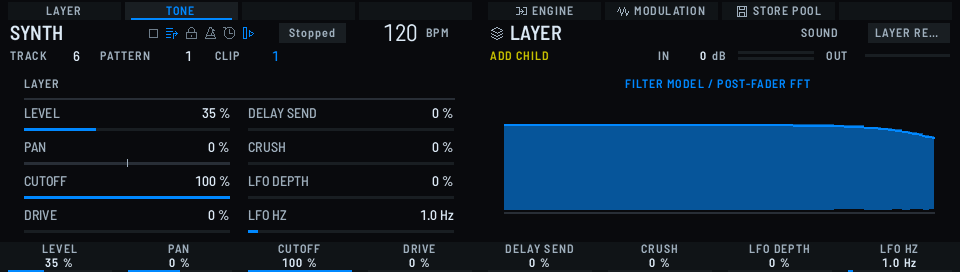 LAYER TONE ENGINE MODULATION STORE POOL
SYNTH Stopped 120 BPM LAYER SOUND LAYER RE...
TRACK 6 PATTERN 1 CLIP 1 ADD CHILD IN 0 dB OUT
LAYER FILTER MODEL / POST-FADER FFT
LEVEL 35 % DELAY SEND 0 %
PAN 0 % CRUSH 0 %
CUTOFF 100 % LFO DEPTH 0 %
DRIVE 0 % LFO HZ 1.0 Hz
LEVEL PAN CUTOFF DRIVE DELAY SEND CRUSH LFO DEPTH LFO HZ
35 % 0 % 100 % 0 % 0 % 0 % 0 % 1.0 Hz